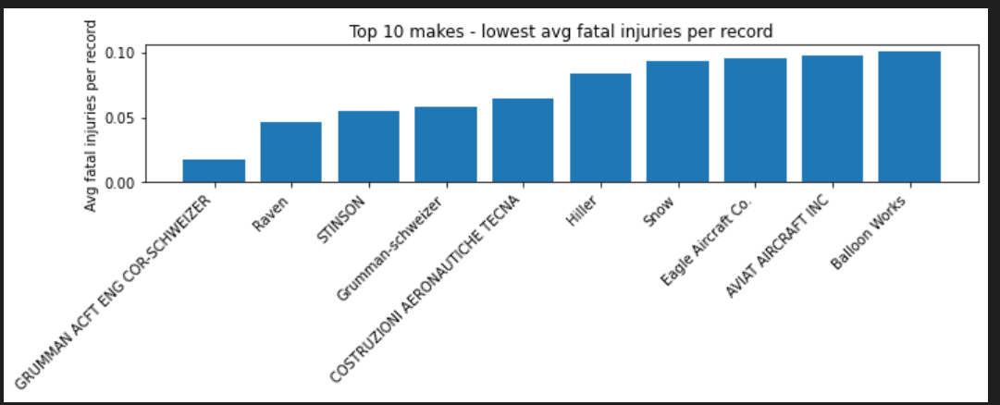 Top 10 makes - lowest avg fatal injuries per record
Avg fatal injuries per record
0.10
0.05
0.00
GRUMMAN ACFT ENG COR-SCHWEIZER
Raven
STINSON
Grumman-schweizer
COSTRUZIONI AERONAUTICHE TECNA
Hiller
Snow
Eagle Aircraft Co.
AVIAT AIRCRAFT INC
Balloon Works